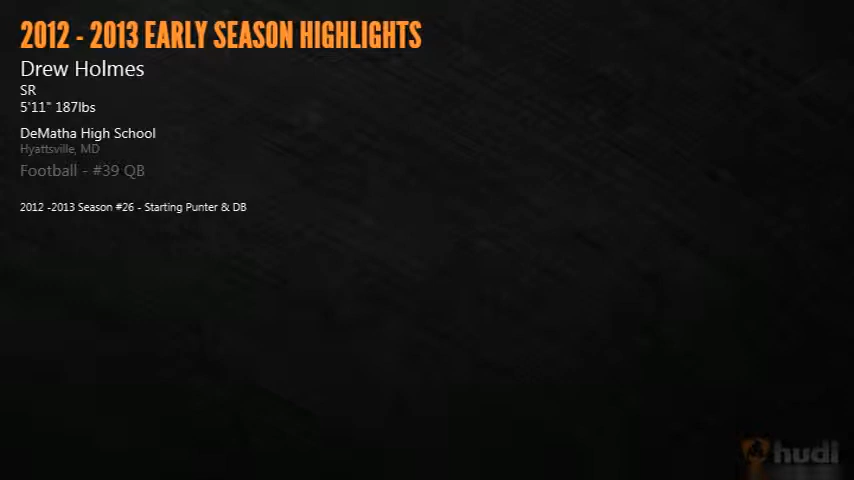 2012 - 2013 EARLY SEASON HIGHLIGHTS
Drew Holmes
SR
5'11" 187lbs
DeMatha High School
Hyattsville, MD
Football - #39 QB
2012 -2013 Season #26 - Starting Punter & DB
hudl